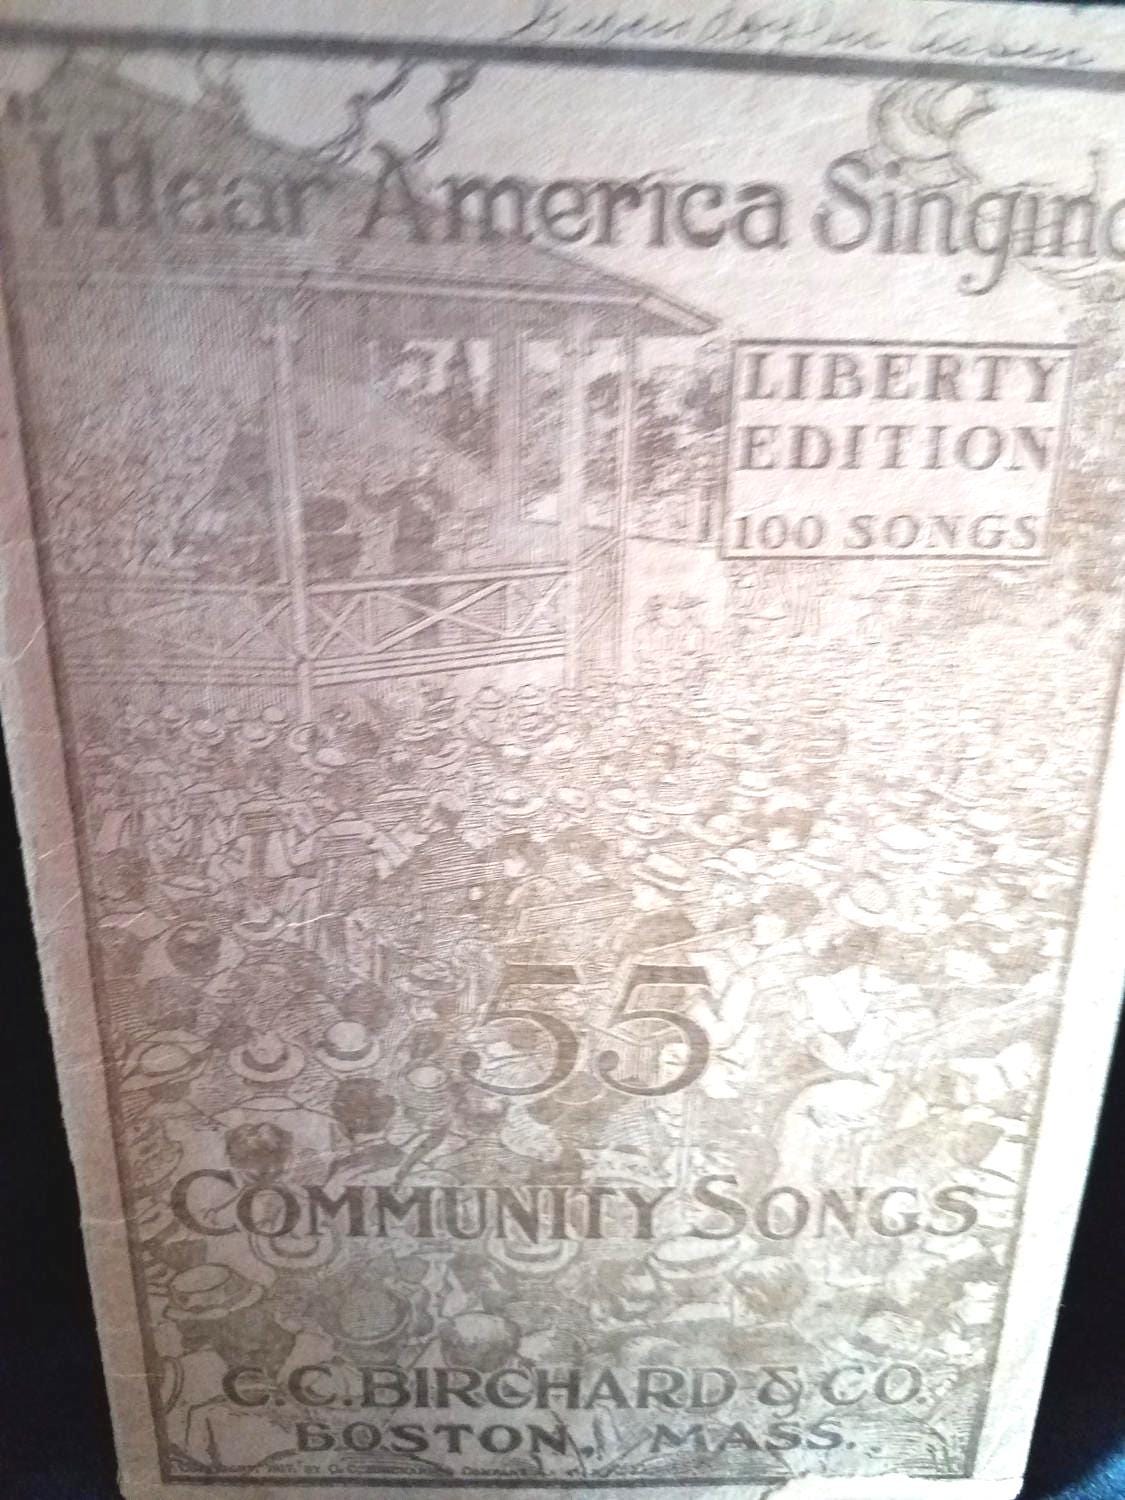 "I Hear America Singing
LIBERTY
EDITION
100 SONGS
55
COMMUNITY SONGS
C.C. BIRCHARD & CO.
BOSTON, MASS.